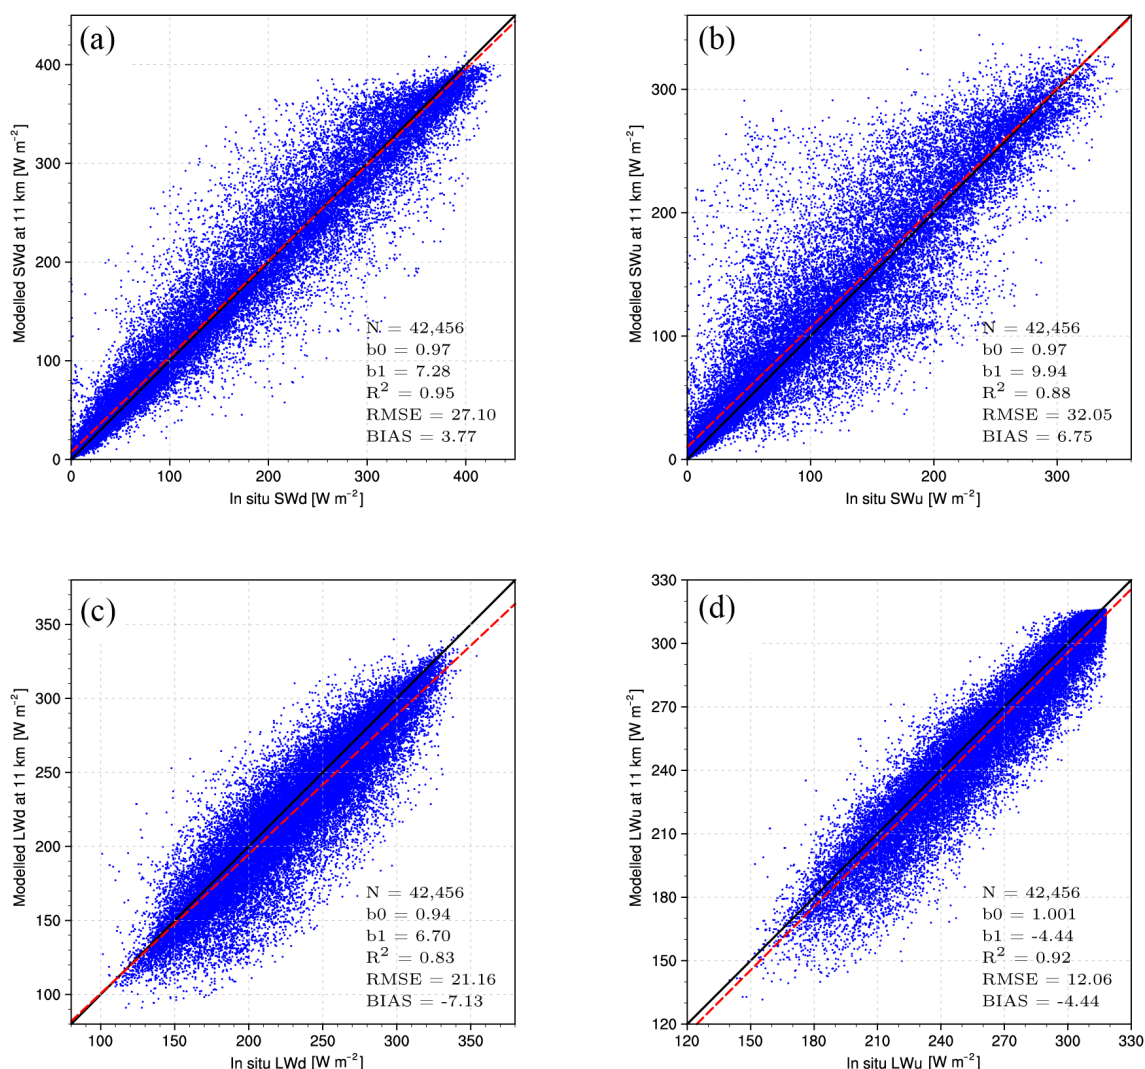 (a)
400
300
200
100
0
Modelled SWd at 11 km [W m⁻²]
N = 42,456
b0 = 0.97
b1 = 7.28
R² = 0.95
RMSE = 27.10
BIAS = 3.77
0 100 200 300 400
In situ SWd [W m⁻²]
(b)
300
200
100
0
Modelled SWu at 11 km [W m⁻²]
N = 42,456
b0 = 0.97
b1 = 9.94
R² = 0.88
RMSE = 32.05
BIAS = 6.75
0 100 200 300
In situ SWu [W m⁻²]
(c)
350
300
250
200
150
100
Modelled LWd at 11 km [W m⁻²]
N = 42,456
b0 = 0.94
b1 = 6.70
R² = 0.83
RMSE = 21.16
BIAS = -7.13
100 150 200 250 300 350
In situ LWd [W m⁻²]
(d)
330
300
270
240
210
180
150
120
Modelled LWu at 11 km [W m⁻²]
N = 42,456
b0 = 1.001
b1 = -4.44
R² = 0.92
RMSE = 12.06
BIAS = -4.44
120 150 180 210 240 270 300 330
In situ LWu [W m⁻²]